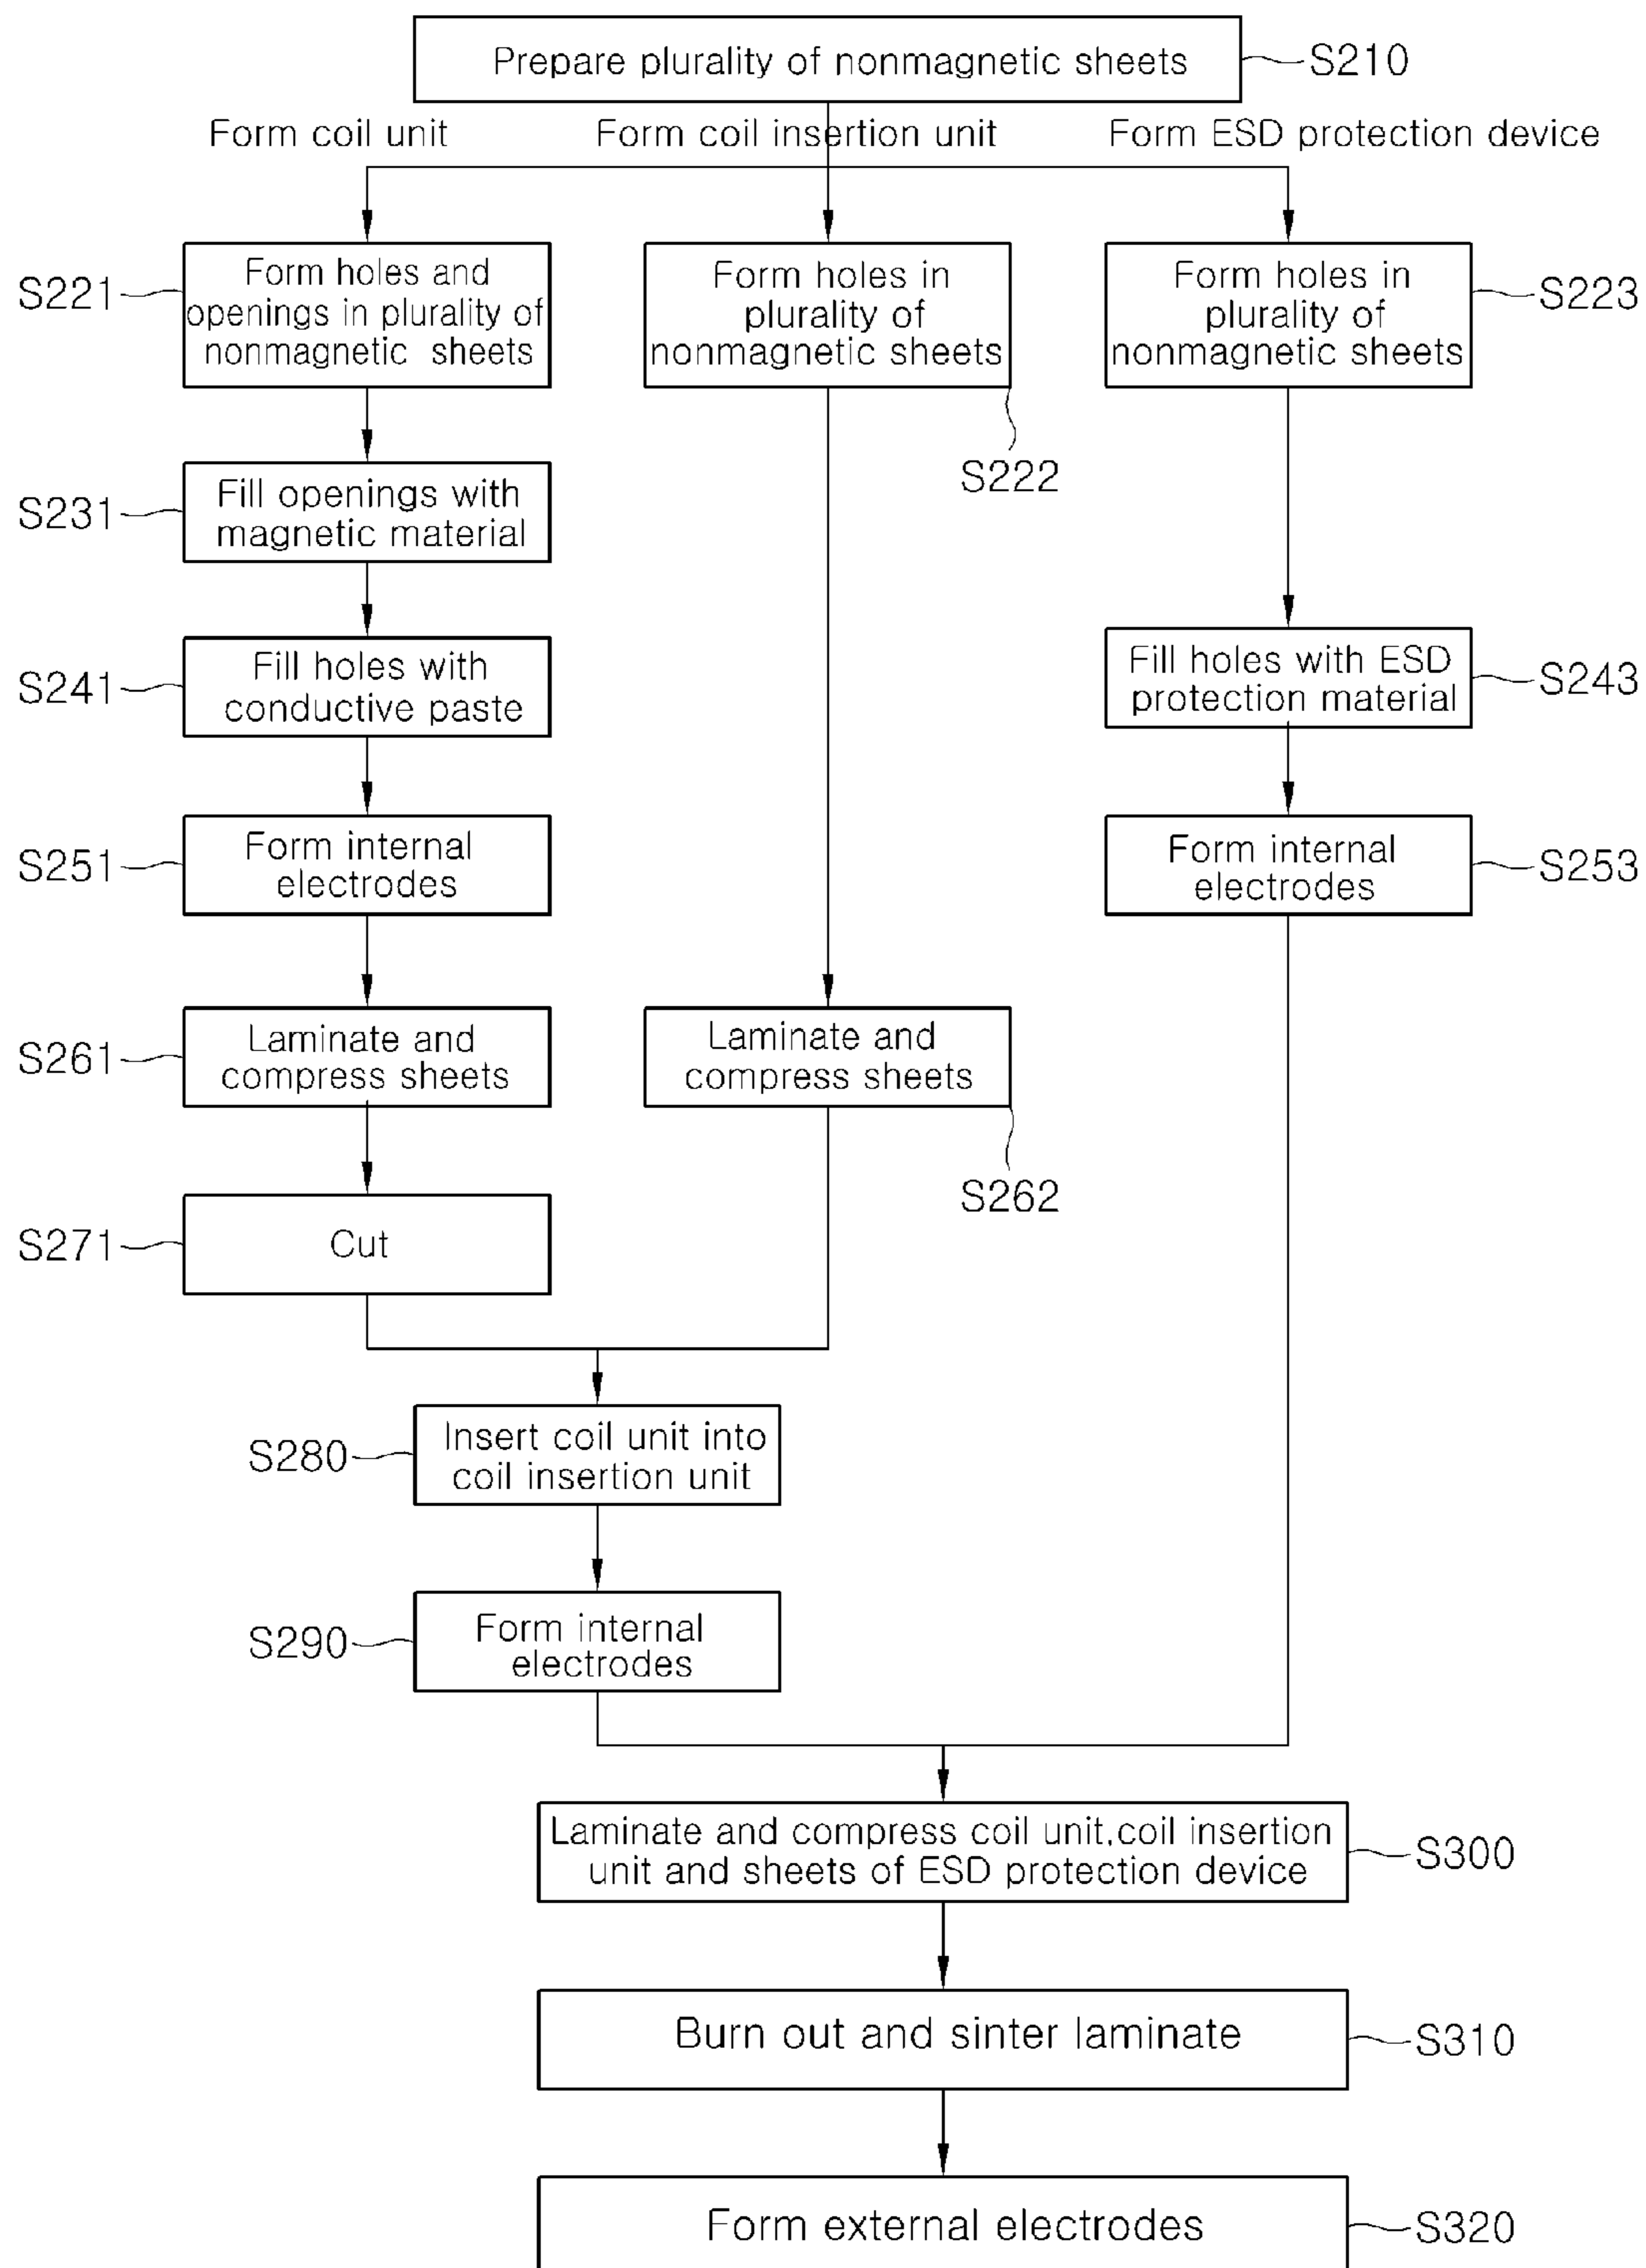 Prepare plurality of nonmagnetic sheets
S210
Form coil unit
Form coil insertion unit
Form ESD protection device
S221
Form holes and
openings in plurality of
nonmagnetic sheets
Form holes in
plurality of
nonmagnetic sheets
S222
Form holes in
plurality of
nonmagnetic sheets
S223
S231
Fill openings with
magnetic material
S241
Fill holes with
conductive paste
Fill holes with ESD
protection material
S243
S251
Form internal
electrodes
Form internal
electrodes
S253
S261
Laminate and
compress sheets
Laminate and
compress sheets
S262
S271
Cut
S280
Insert coil unit into
coil insertion unit
S290
Form internal
electrodes
Laminate and compress coil unit,coil insertion
unit and sheets of ESD protection device
S300
Burn out and sinter laminate
S310
Form external electrodes
S320